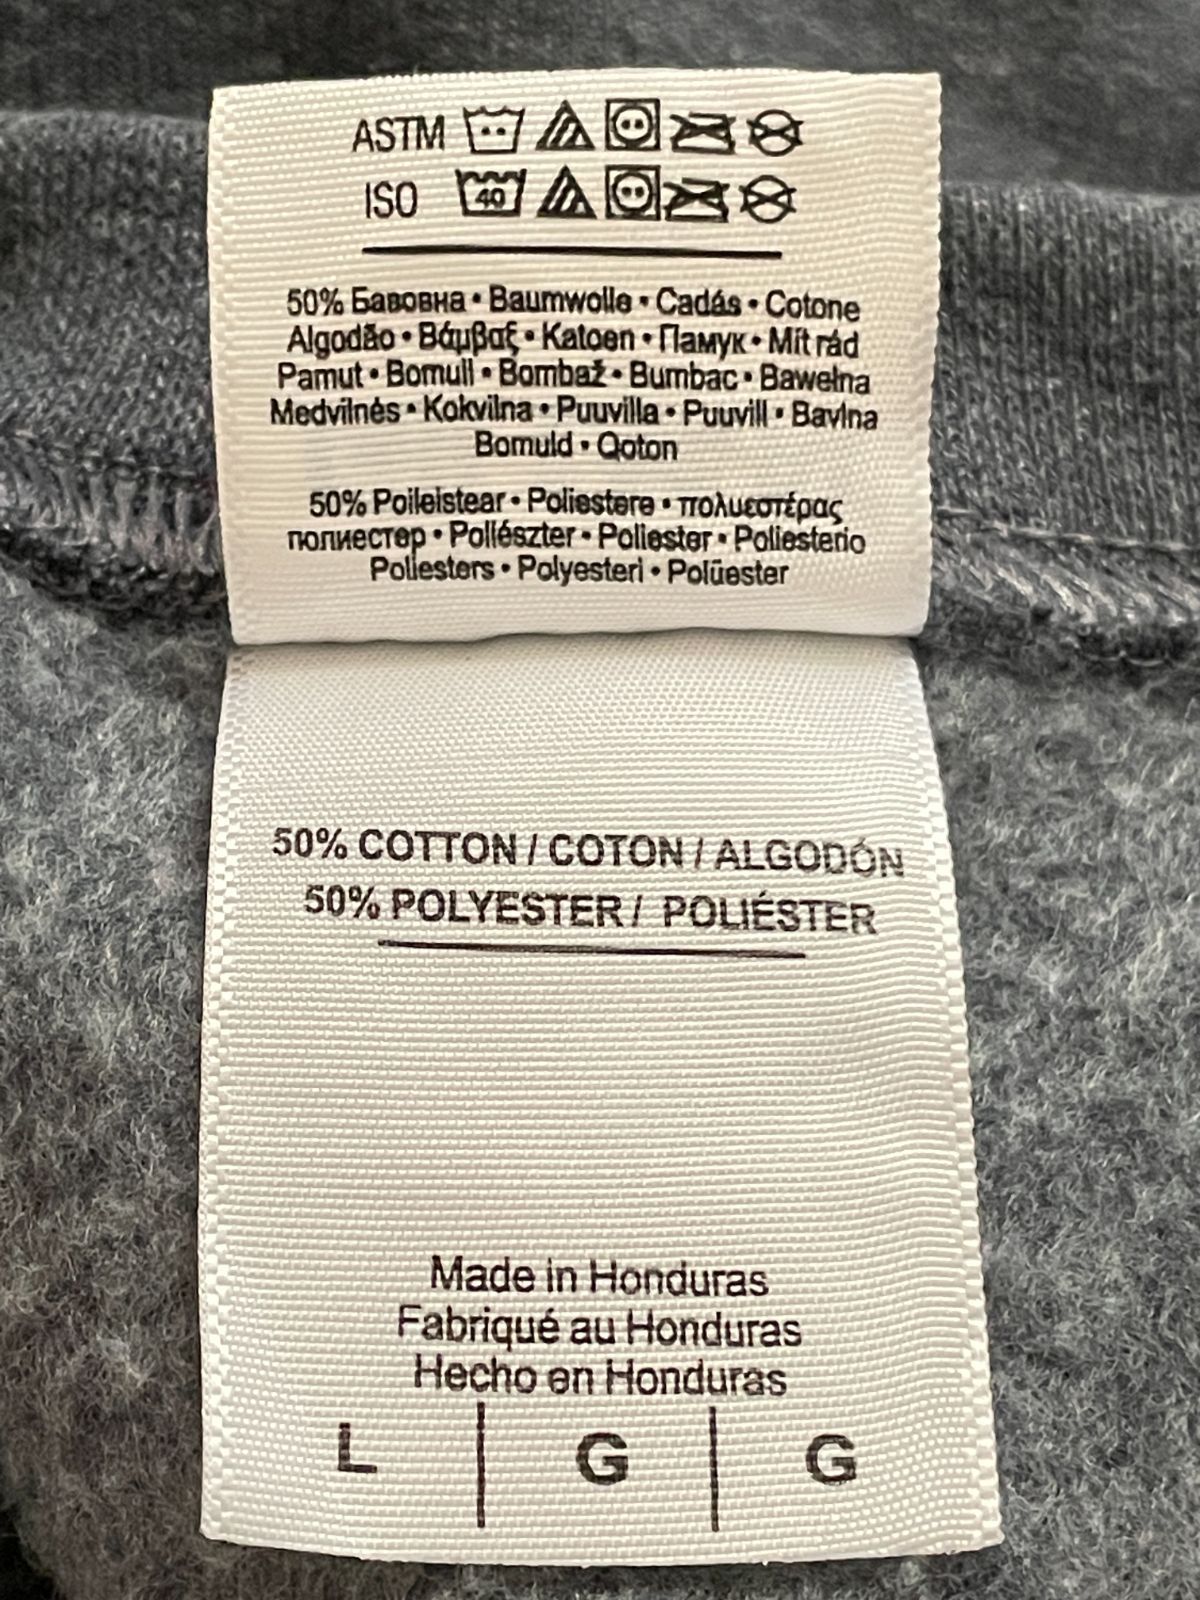 ASTM
ISO 40
50% Бавовна • Baumwolle • Cadás • Cotone
Algodão • Βάμβαξ • Katoen • Памук • Mít rád
Pamut • Bomull • Bombaž • Bumbac • Bawełna
Medvilnės • Kokvilna • Puuvilla • Puuvill • Bavlna
Bomuld • Qoton
50% Poileistear • Poliestere • πολυεστέρας
полиестер • Poliészter • Poliester • Poliesterio
Poliesters • Polyesteri • Polüester
50% COTTON / COTON / ALGODÓN
50% POLYESTER / POLIÉSTER
Made in Honduras
Fabriqué au Honduras
Hecho en Honduras
L | G | G